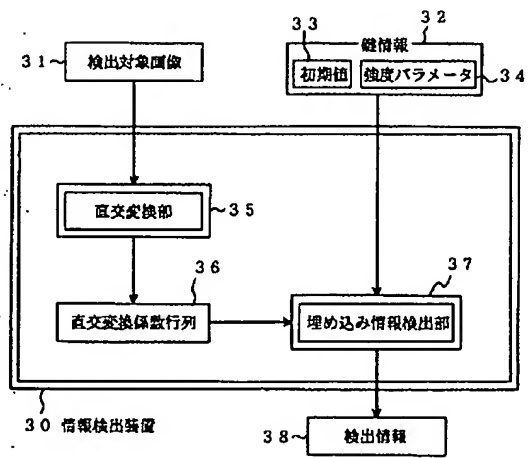 32
33
鍵情報
31
検出対象画像
初期値
強度パラメータ
34
直交変換部
35
36
37
直交変換係数行列
埋め込み情報検出部
30 情報検出装置
38
検出情報